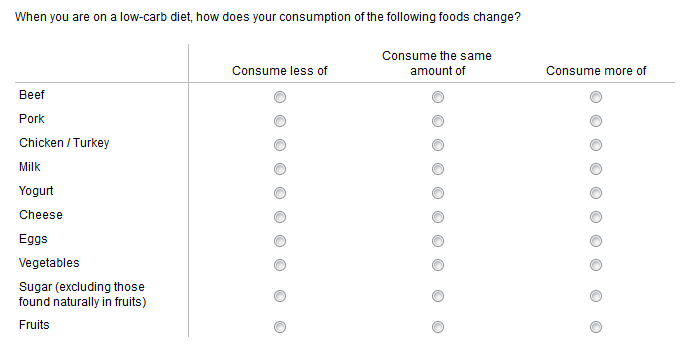 When you are on a low-carb diet, how does your consumption of the following foods change?
Consume less of
Consume the same
amount of
Consume more of
Beef
Pork
Chicken / Turkey
Milk
Yogurt
Cheese
Eggs
Vegetables
Sugar (excluding those
found naturally in fruits)
Fruits